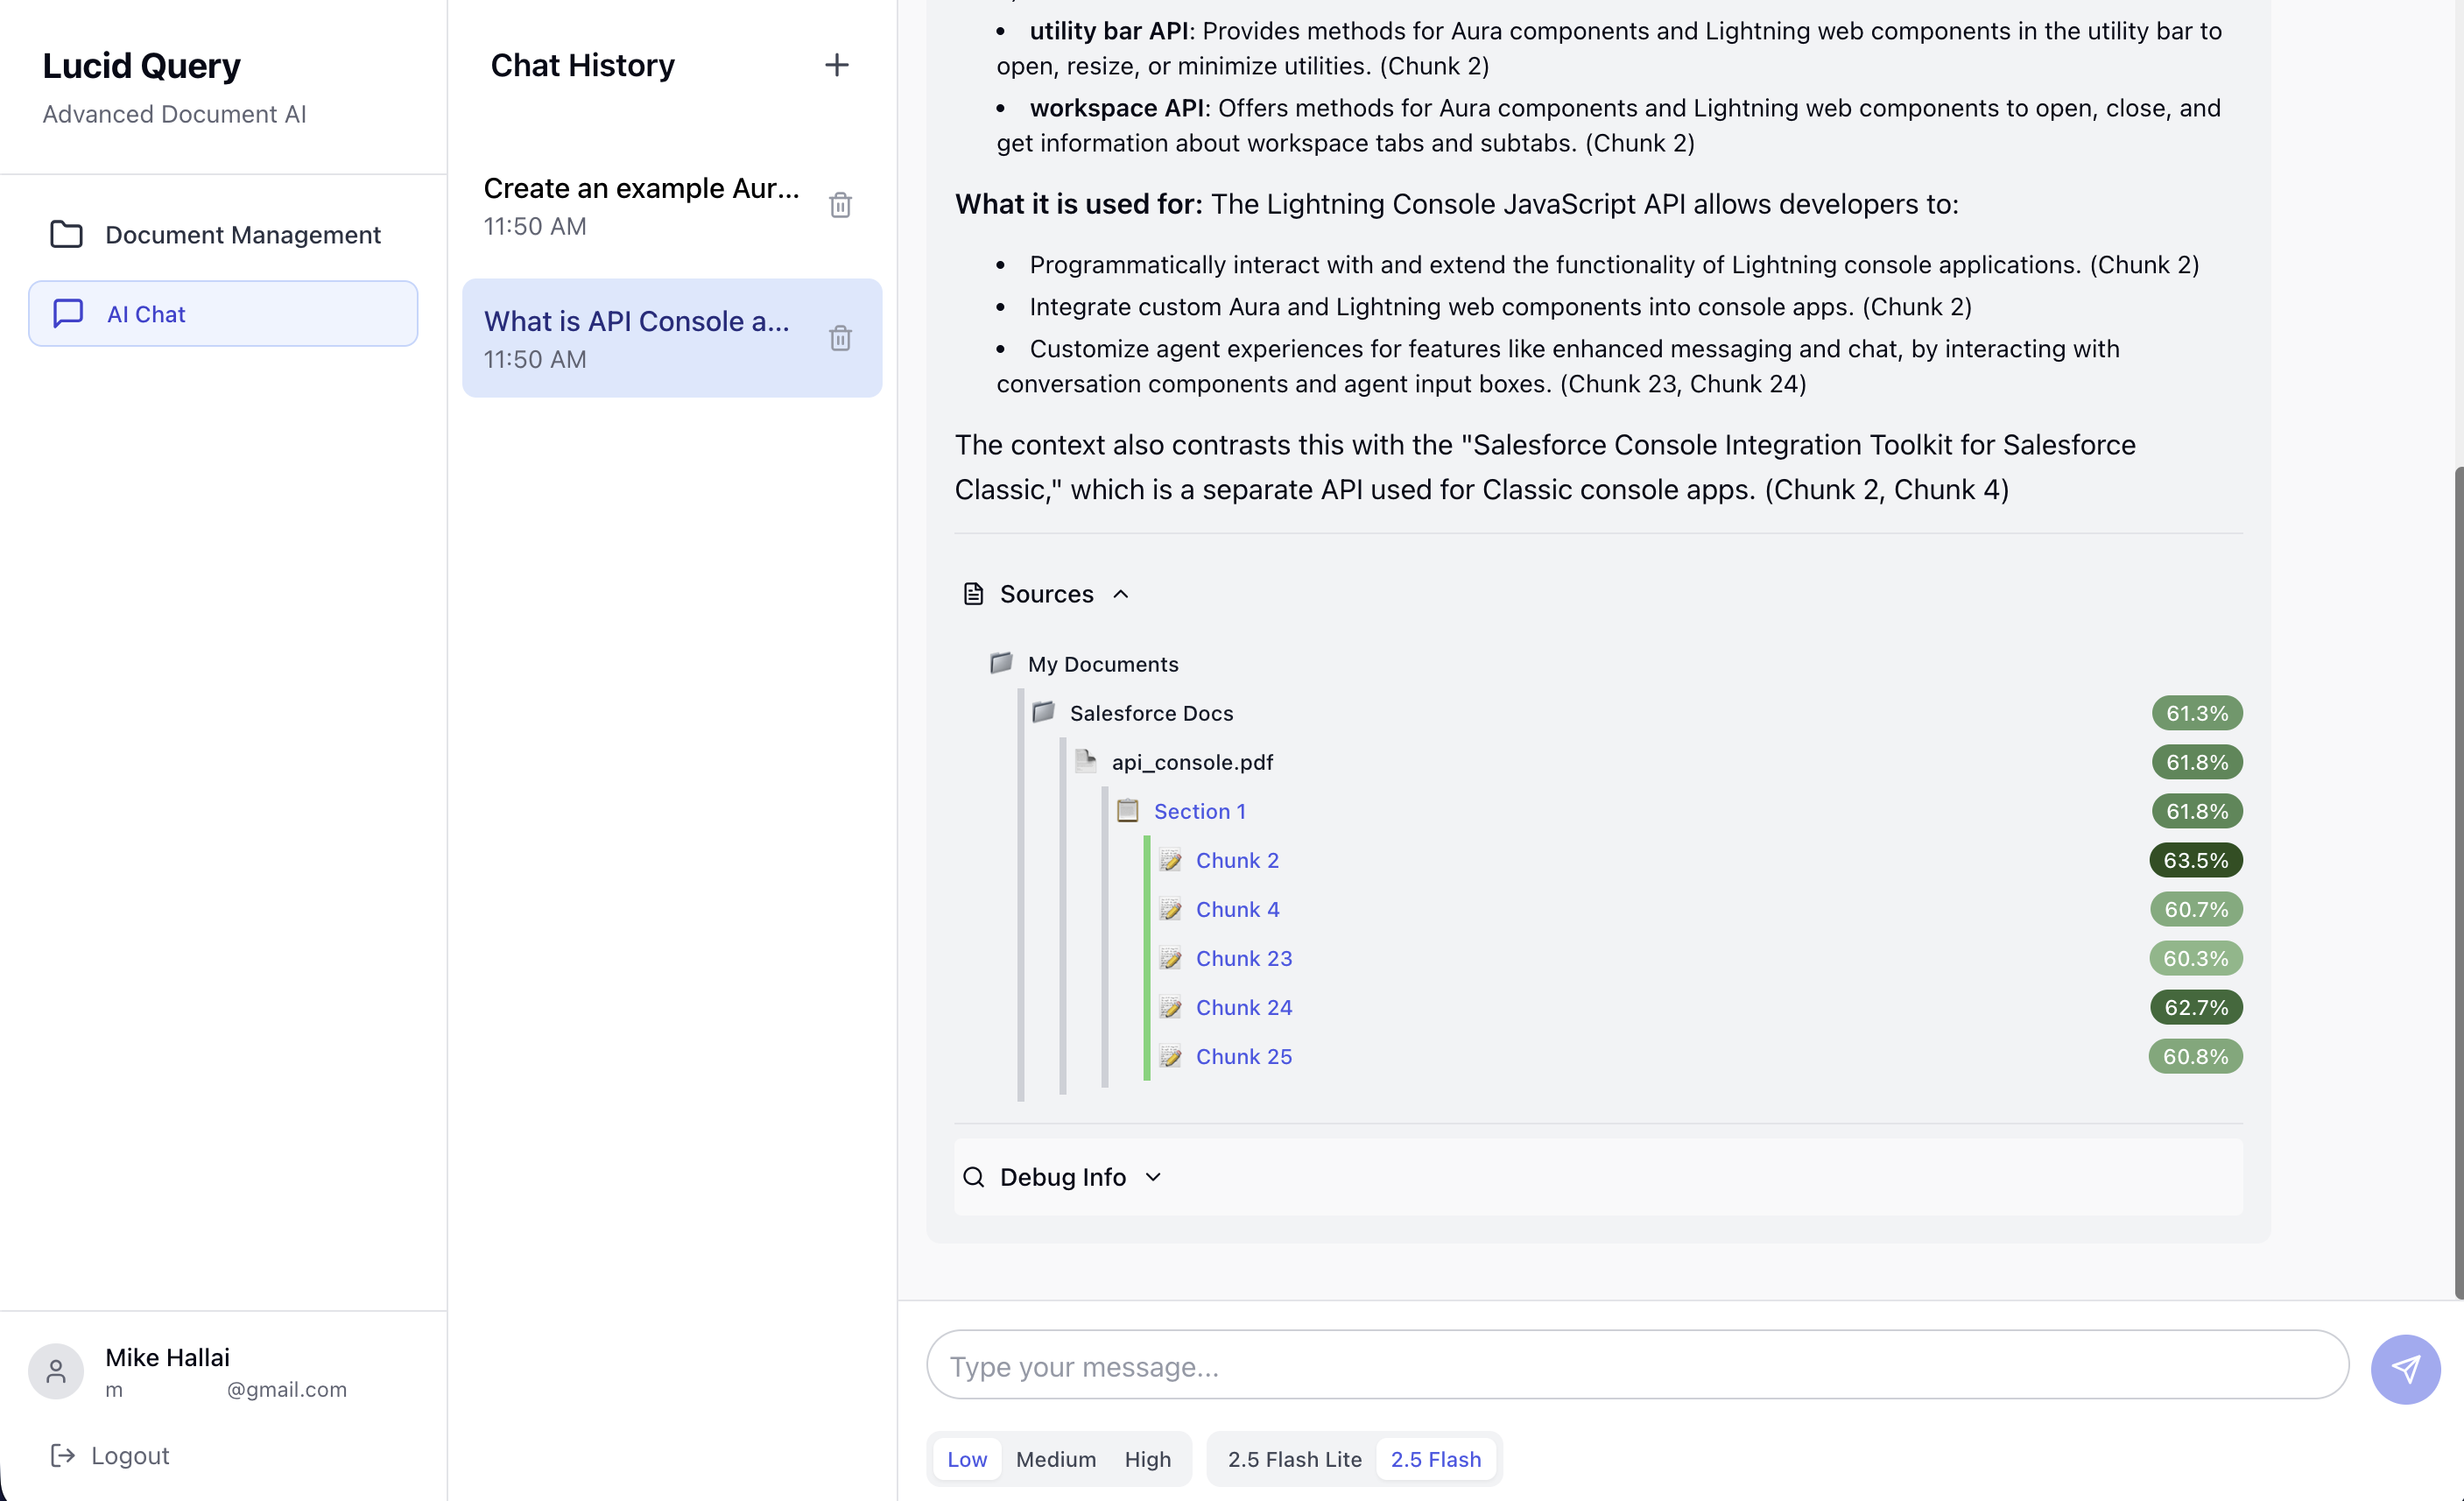 Lucid Query
Advanced Document AI
Document Management
AI Chat
Mike Hallai
m @gmail.com
Logout
Chat History
Create an example Aur...
11:50 AM
What is API Console a...
11:50 AM
• utility bar API: Provides methods for Aura components and Lightning web components in the utility bar to
open, resize, or minimize utilities. (Chunk 2)
• workspace API: Offers methods for Aura components and Lightning web components to open, close, and
get information about workspace tabs and subtabs. (Chunk 2)
What it is used for: The Lightning Console JavaScript API allows developers to:
• Programmatically interact with and extend the functionality of Lightning console applications. (Chunk 2)
• Integrate custom Aura and Lightning web components into console apps. (Chunk 2)
• Customize agent experiences for features like enhanced messaging and chat, by interacting with
conversation components and agent input boxes. (Chunk 23, Chunk 24)
The context also contrasts this with the "Salesforce Console Integration Toolkit for Salesforce
Classic," which is a separate API used for Classic console apps. (Chunk 2, Chunk 4)
Sources
My Documents
Salesforce Docs 61.3%
api_console.pdf 61.8%
Section 1 61.8%
Chunk 2 63.5%
Chunk 4 60.7%
Chunk 23 60.3%
Chunk 24 62.7%
Chunk 25 60.8%
Debug Info
Type your message...
Low Medium High 2.5 Flash Lite 2.5 Flash